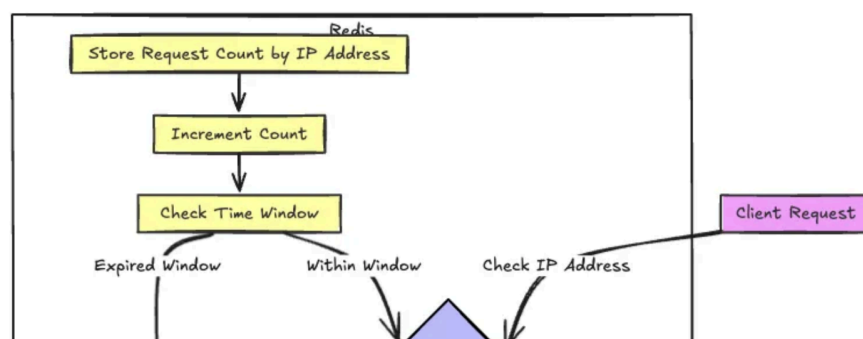 Redis
Store Request Count by IP Address
Increment Count
Check Time Window
Client Request
Expired Window
Within Window
Check IP Address